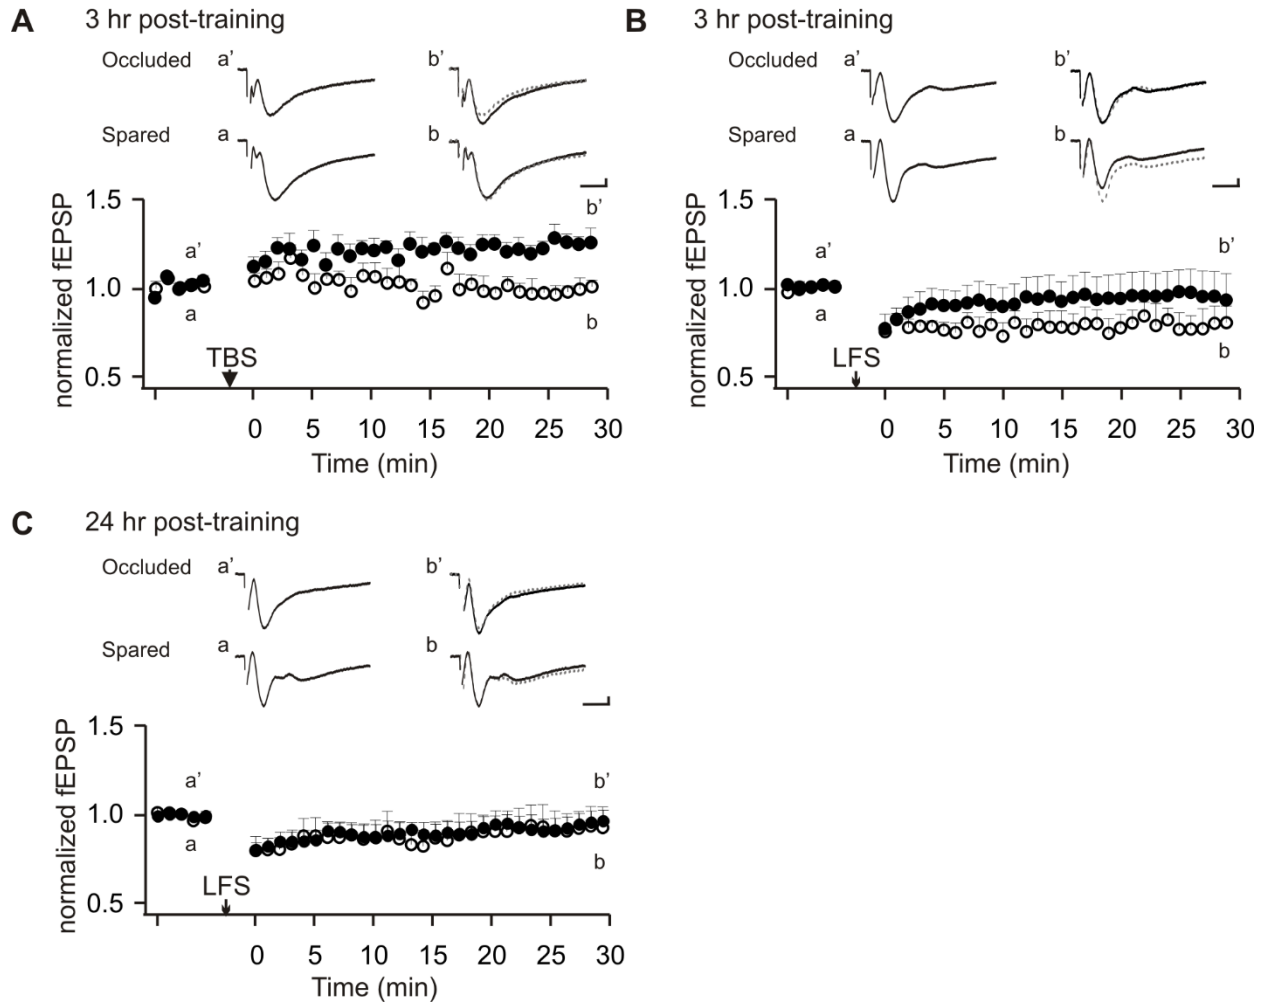 A 3 hr post-training
Occluded a’ b’
Spared a b
1.5
1.0
0.5
normalized fEPSP
a’ b’
a b
TBS
0 5 10 15 20 25 30
Time (min)
B 3 hr post-training
Occluded a’ b’
Spared a b
1.5
1.0
0.5
normalized fEPSP
a’ b’
a b
LFS
0 5 10 15 20 25 30
Time (min)
C 24 hr post-training
Occluded a’ b’
Spared a b
1.5
1.0
0.5
normalized fEPSP
a’ b’
a b
LFS
0 5 10 15 20 25 30
Time (min)